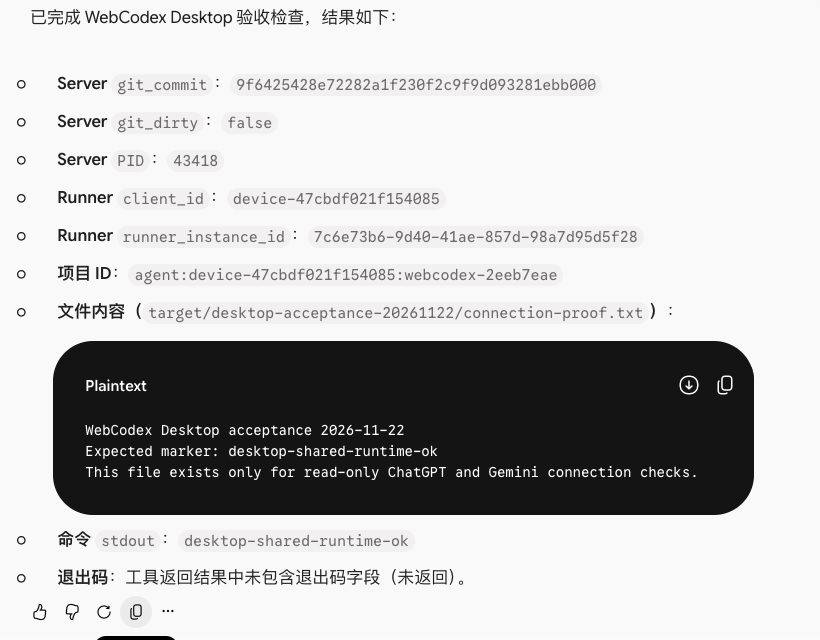 已完成 WebCodex Desktop 验收检查，结果如下：
Server git_commit： 9f6425428e72282a1f230f2c9f9d093281ebb000
Server git_dirty： false
Server PID： 43418
Runner client_id： device-47cbdf021f154085
Runner runner_instance_id： 7c6e73b6-9d40-41ae-857d-98a7d95d5f28
项目 ID： agent:device-47cbdf021f154085:webcodex-2eeb7eae
文件内容（target/desktop-acceptance-20261122/connection-proof.txt）：
Plaintext
WebCodex Desktop acceptance 2026-11-22
Expected marker: desktop-shared-runtime-ok
This file exists only for read-only ChatGPT and Gemini connection checks.
命令 stdout： desktop-shared-runtime-ok
退出码：工具返回结果中未包含退出码字段（未返回）。